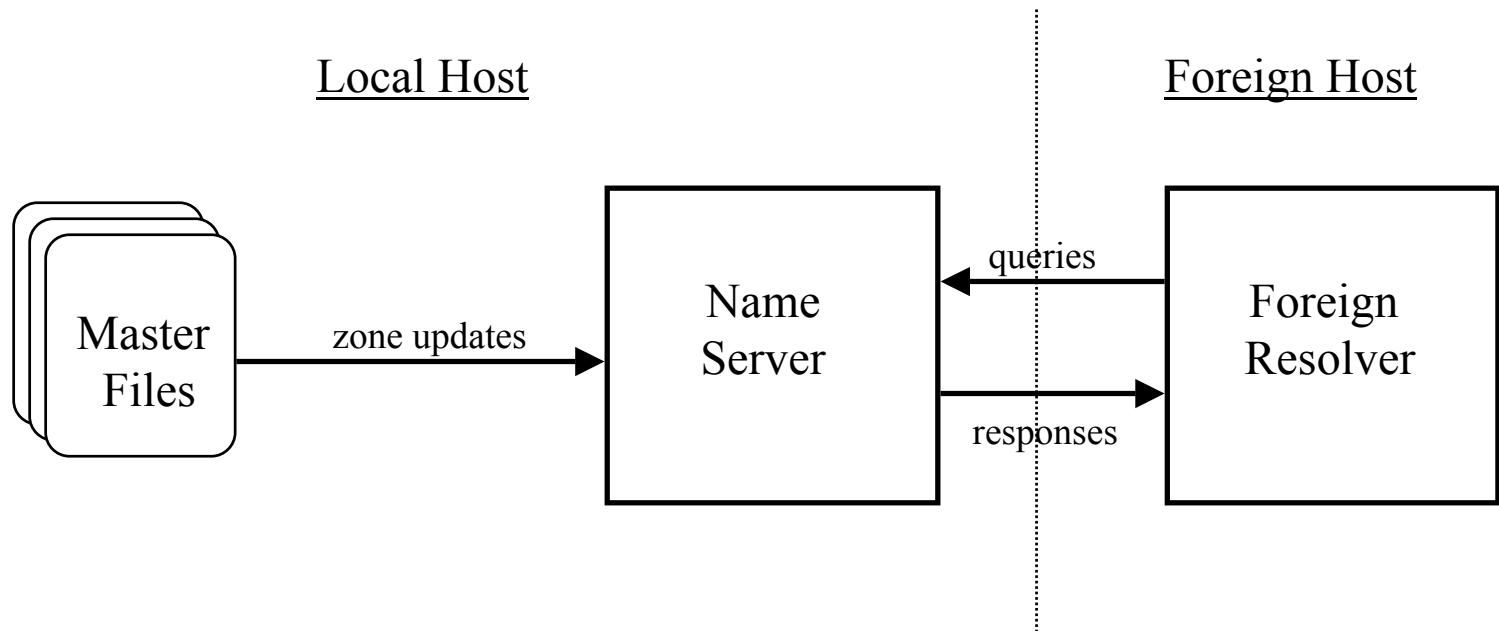 Local Host
Foreign Host
Master
Files
zone updates
Name
Server
queries
responses
Foreign
Resolver